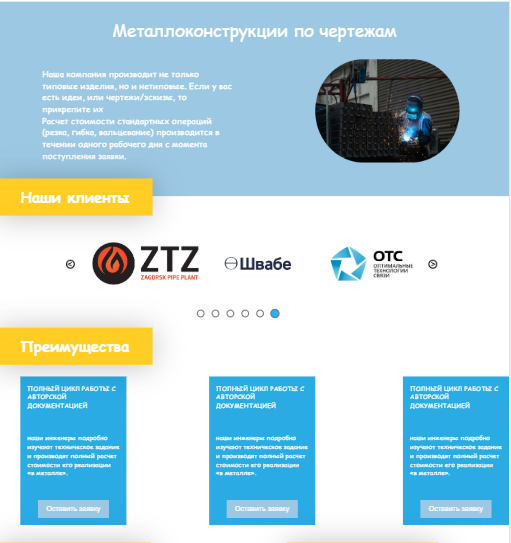 Металлоконструкции по чертежам
Наша компания производит не только
типовые изделия, но и нетиповые. Если у вас
есть идеи, или чертежи/эскизы, то
прикрепите их
Расчет стоимости стандартных операций
(резка, гибка, вальцевание) производится в
течении одного рабочего дня с момента
поступления заявки.
Наши клиенты
ZTZ
ZAGORSK PIPE PLANT
Швабе
ОТС
ОПТИМАЛЬНЫЕ
ТЕХНОЛОГИИ
СВЯЗИ
Преимущества
ПОЛНЫЙ ЦИКЛ РАБОТЫ С
АВТОРСКОЙ
ДОКУМЕНТАЦИЕЙ
наши инженеры подробно
изучают техническое задание
и произведут полный расчет
стоимости его реализации
«в металле».
Оставить заявку
ПОЛНЫЙ ЦИКЛ РАБОТЫ С
АВТОРСКОЙ
ДОКУМЕНТАЦИЕЙ
наши инженеры подробно
изучают техническое задание
и произведут полный расчет
стоимости его реализации
«в металле».
Оставить заявку
ПОЛНЫЙ ЦИКЛ РАБОТЫ С
АВТОРСКОЙ
ДОКУМЕНТАЦИЕЙ
наши инженеры подробно
изучают техническое задание
и произведут полный расчет
стоимости его реализации
«в металле».
Оставить заявку